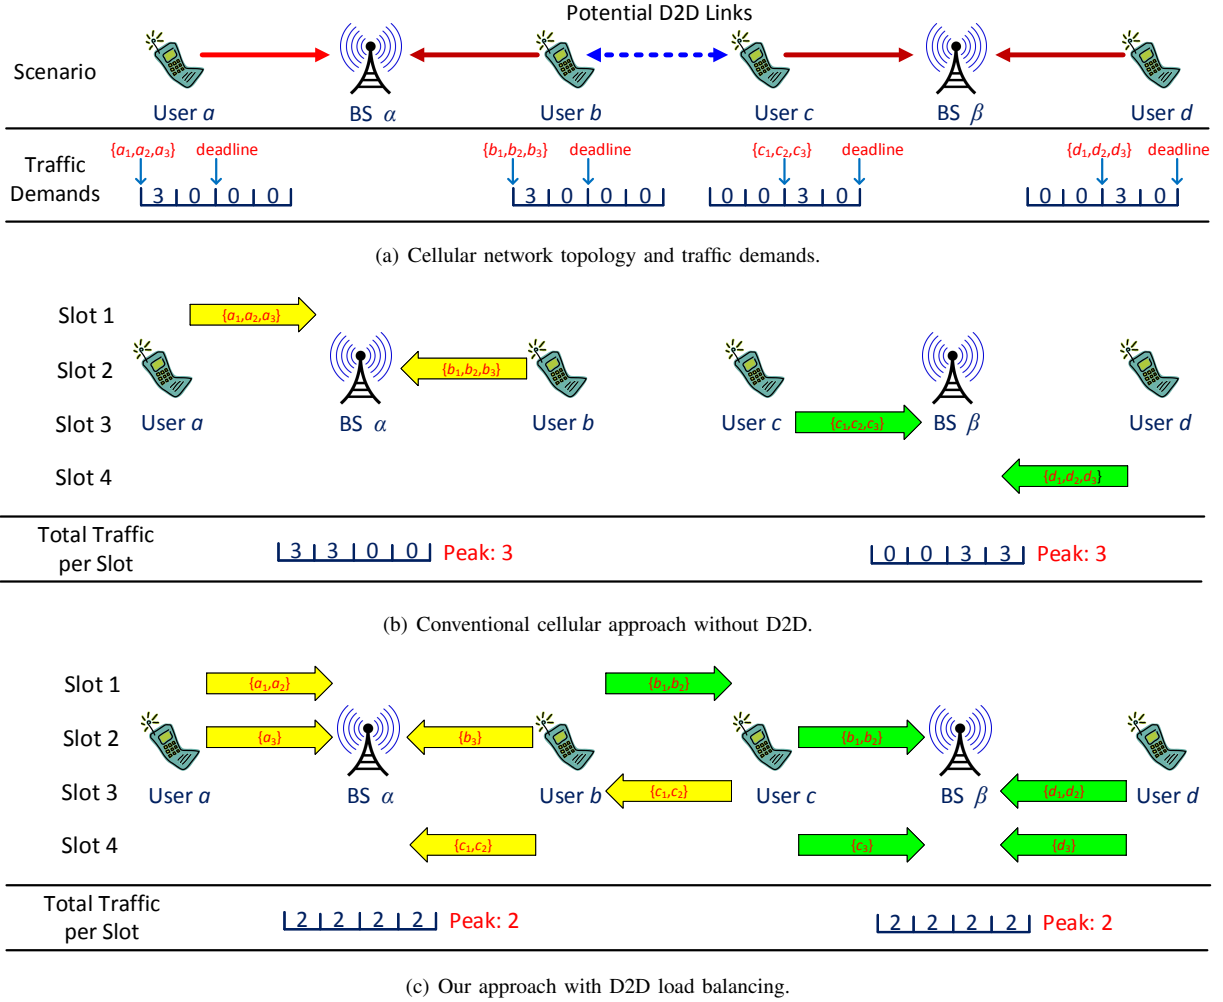 Potential D2D Links
Scenario
User a
BS α
User b
User c
BS β
User d
Traffic
Demands
{a1,a2,a3} deadline
3 0 0 0
{b1,b2,b3} deadline
3 0 0 0
{c1,c2,c3} deadline
0 0 3 0
{d1,d2,d3} deadline
0 0 3 0
(a) Cellular network topology and traffic demands.
Slot 1
{a1,a2,a3}
Slot 2
{b1,b2,b3}
User a
BS α
User b
User c
BS β
User d
Slot 3
{c1,c2,c3}
Slot 4
{d1,d2,d3}
Total Traffic
per Slot
3 3 0 0 Peak: 3
0 0 3 3 Peak: 3
(b) Conventional cellular approach without D2D.
Slot 1
{a1,a2}
{b1,b2}
Slot 2
{a3}
{b3}
{b1,b2}
User a
BS α
User b
User c
BS β
User d
Slot 3
{c1,c2}
{d1,d2}
Slot 4
{c1,c2}
{c3}
{d3}
Total Traffic
per Slot
2 2 2 2 Peak: 2
2 2 2 2 Peak: 2
(c) Our approach with D2D load balancing.